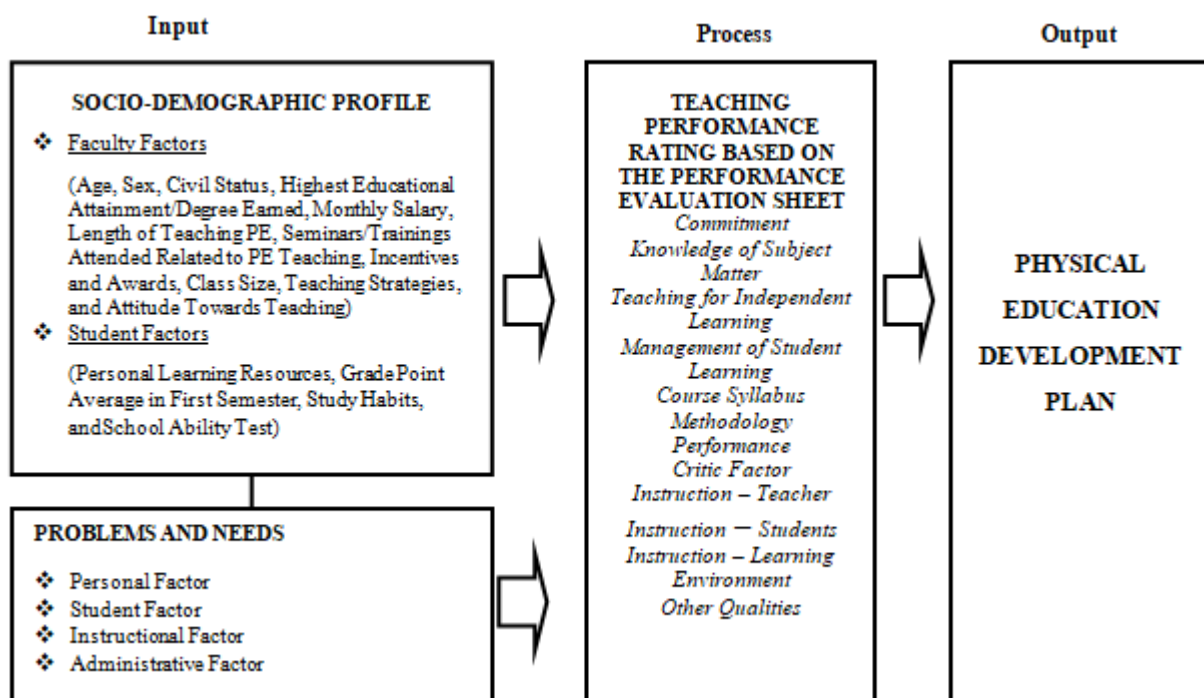 Input
Process
Output
SOCIO-DEMOGRAPHIC PROFILE
❖ Faculty Factors
(Age, Sex, Civil Status, Highest Educational
Attainment/Degree Earned, Monthly Salary,
Length of Teaching PE, Seminars/Trainings
Attended Related to PE Teaching, Incentives
and Awards, Class Size, Teaching Strategies,
and Attitude Towards Teaching)
❖ Student Factors
(Personal Learning Resources, Grade Point
Average in First Semester, Study Habits,
andSchool Ability Test)
PROBLEMS AND NEEDS
❖ Personal Factor
❖ Student Factor
❖ Instructional Factor
❖ Administrative Factor
TEACHING
PERFORMANCE
RATING BASED ON
THE PERFORMANCE
EVALUATION SHEET
Commitment
Knowledge of Subject
Matter
Teaching for Independent
Learning
Management of Student
Learning
Course Syllabus
Methodology
Performance
Critic Factor
Instruction – Teacher
Instruction – Students
Instruction – Learning
Environment
Other Qualities
PHYSICAL
EDUCATION
DEVELOPMENT
PLAN